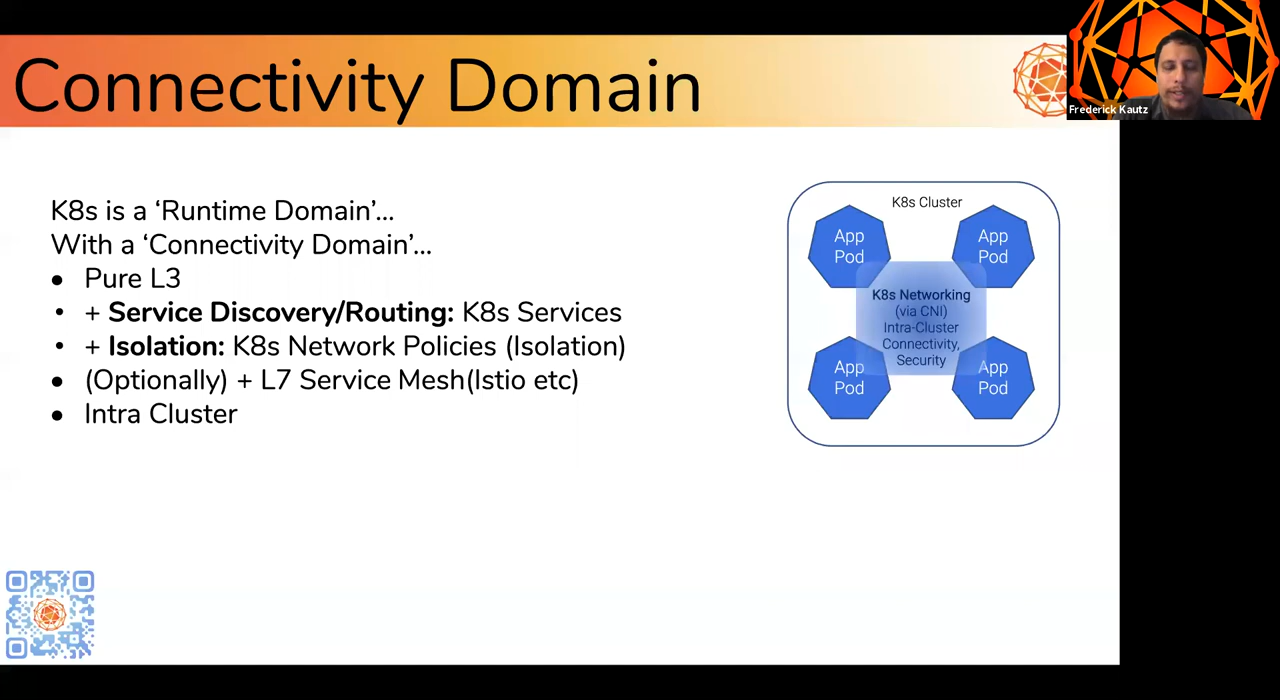 Connectivity Domain
Frederick Kautz
K8s is a ‘Runtime Domain’...
With a ‘Connectivity Domain’...
● Pure L3
• + Service Discovery/Routing: K8s Services
• + Isolation: K8s Network Policies (Isolation)
● (Optionally) + L7 Service Mesh(Istio etc)
● Intra Cluster
K8s Cluster
App
Pod
App
Pod
K8s Networking
(via CNI)
Intra-Cluster
Connectivity,
Security
App
Pod
App
Pod